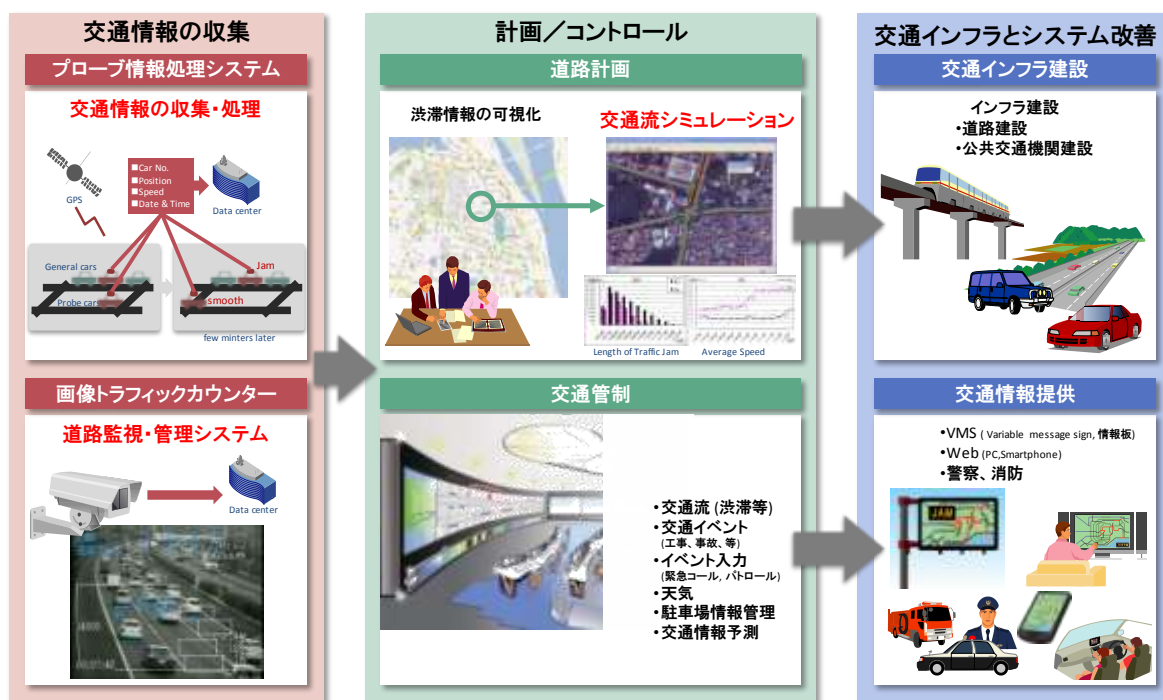 交通情報の収集
プローブ情報処理システム
交通情報の収集・処理
GPS
■Car No.
■Position
■Speed
■Date & Time
Data center
General cars
Probe cars
Jam
smooth
few minters later
画像トラフィックカウンター
道路監視・管理システム
Data center
計画／コントロール
道路計画
渋滞情報の可視化
交通流シミュレーション
Length of Traffic Jam
Average Speed
交通管制
・交通流 (渋滞等)
・交通イベント
(工事、事故、等)
・イベント入力
(緊急コール, パトロール)
・天気
・駐車場情報管理
・交通情報予測
交通インフラとシステム改善
交通インフラ建設
インフラ建設
・道路建設
・公共交通機関建設
交通情報提供
•VMS ( Variable message sign, 情報板)
•Web (PC,Smartphone)
•警察、消防
JAM